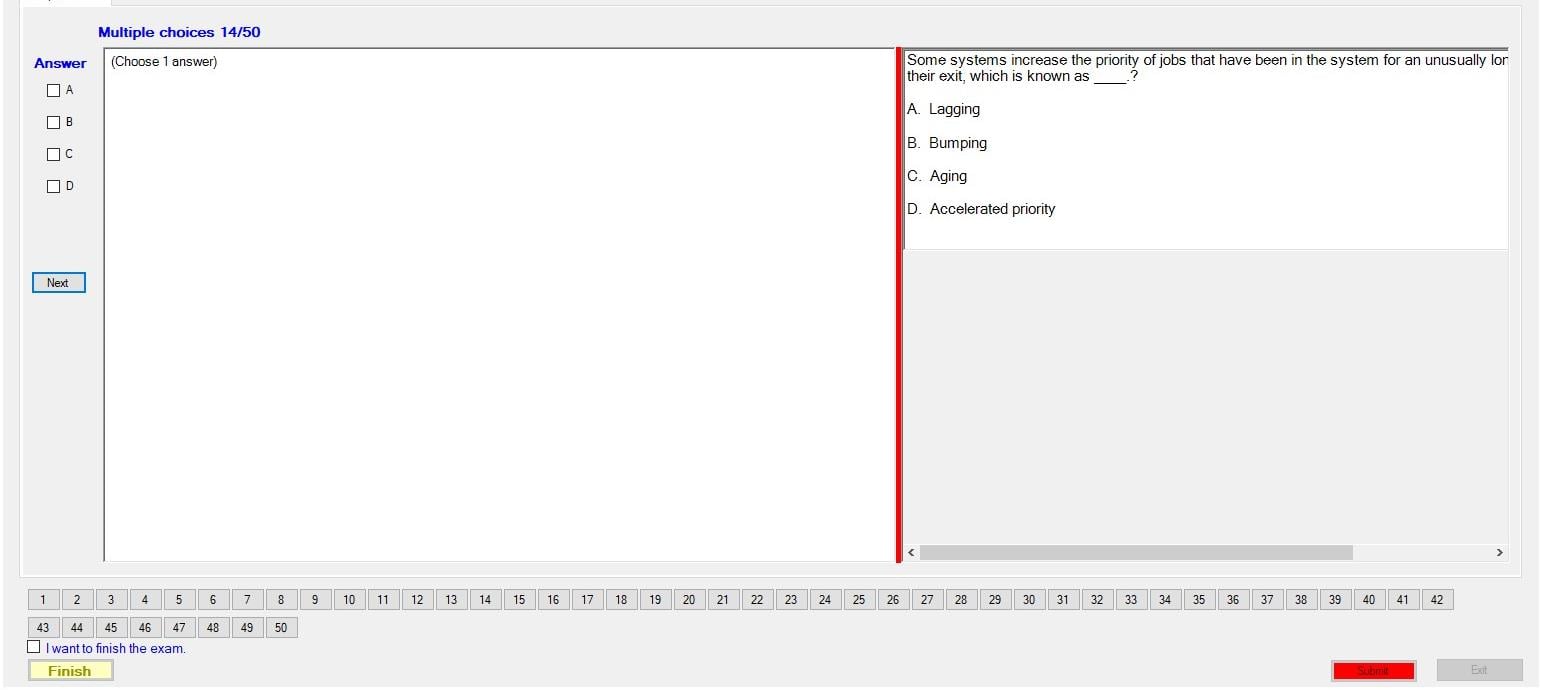 Multiple choices 14/50
Answer
(Choose 1 answer)
A
B
C
D
Next
Some systems increase the priority of jobs that have been in the system for an unusually
their exit, which is known as ____.?
A. Lagging
B. Bumping
C. Aging
D. Accelerated priority
1 2 3 4 5 6 7 8 9 10 11 12 13 14 15 16 17 18 19 20 21 22 23 24 25 26 27 28 29 30 31 32 33 34 35 36 37 38 39 40 41 42
43 44 45 46 47 48 49 50
I want to finish the exam.
Finish
Submit
Exit